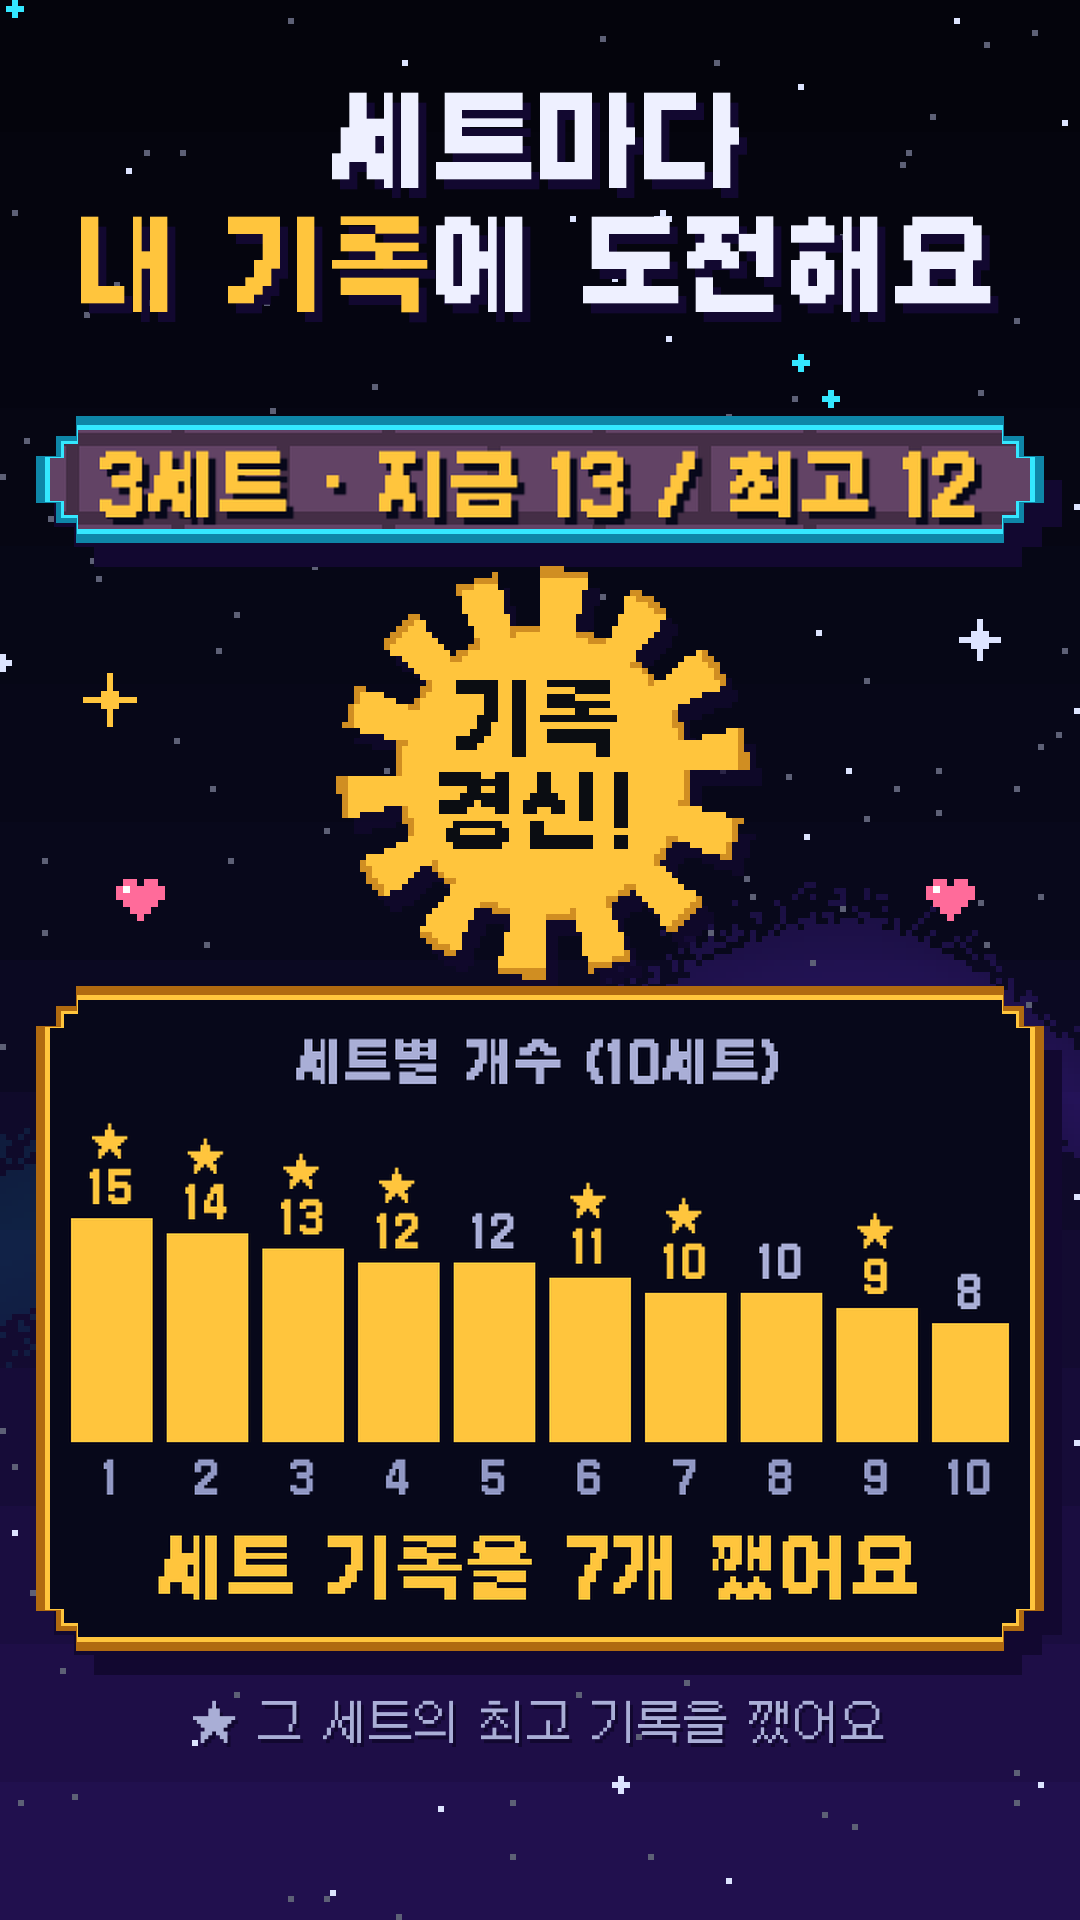 세트마다
내 기록에 도전해요
3세트 · 지금 13 / 최고 12
기록
경신!
세트별 개수 (10세트)
★ ★ ★ ★ ★ ★ ★
15 14 13 12 12 11 10 10 9 8
1 2 3 4 5 6 7 8 9 10
세트 기록을 7개 깼어요
★ 그 세트의 최고 기록을 깼어요